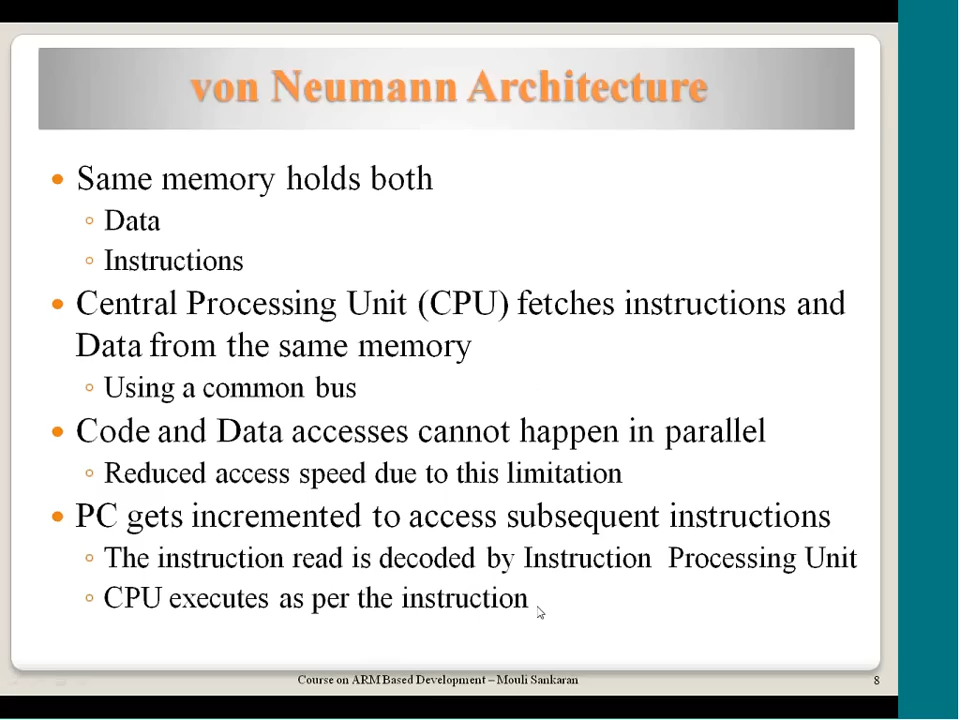 von Neumann Architecture
• Same memory holds both
◦ Data
◦ Instructions
• Central Processing Unit (CPU) fetches instructions and
Data from the same memory
◦ Using a common bus
• Code and Data accesses cannot happen in parallel
◦ Reduced access speed due to this limitation
• PC gets incremented to access subsequent instructions
◦ The instruction read is decoded by Instruction Processing Unit
◦ CPU executes as per the instruction
Course on ARM Based Development – Mouli Sankaran
8